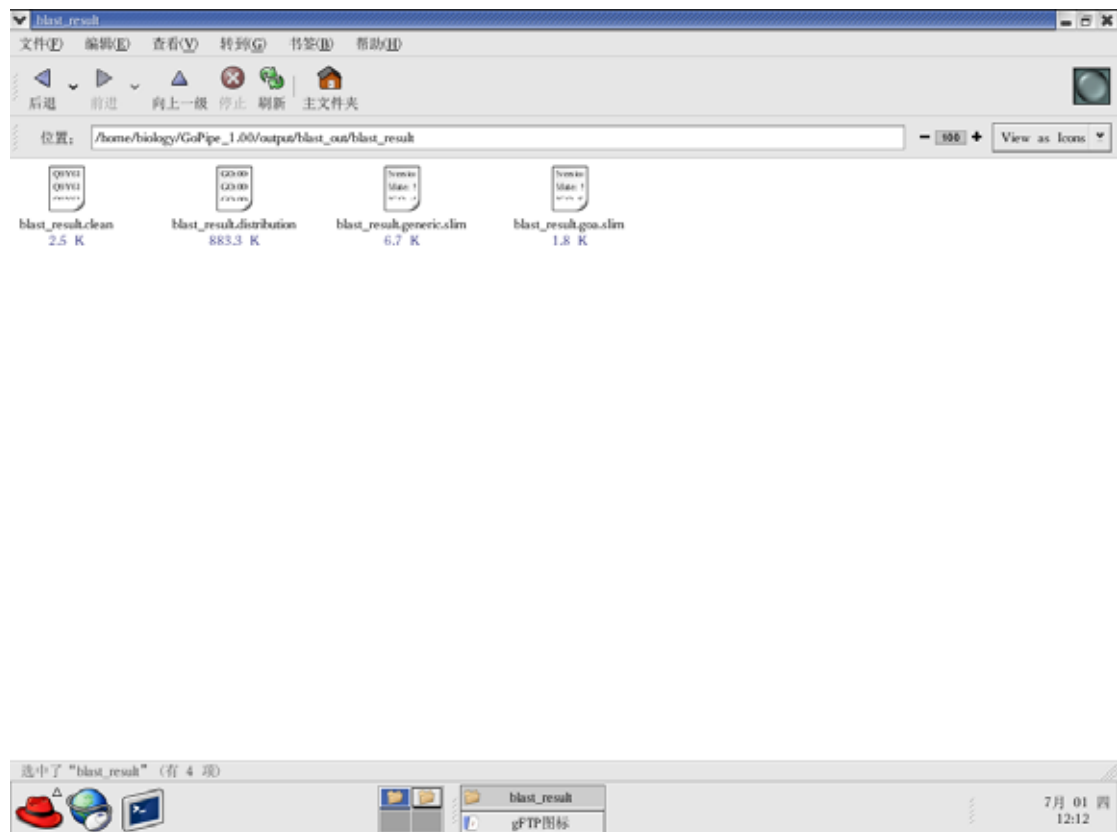 blast_result
文件(F) 编辑(E) 查看(V) 转到(G) 书签(B) 帮助(H)
后退 前进 向上一级 停止 刷新 主文件夹
位置: /home/biology/GoPipe_1.00/output/blast_out/blast_result 100 View as Icons
blast_result.clean blast_result.distribution blast_result.generic.slim blast_result.goa.slim
2.5 K 883.3 K 6.7 K 1.8 K
选中了 "blast_result" (有 4 项)
blast_result
gFTP图标
7月 01 四
12:12